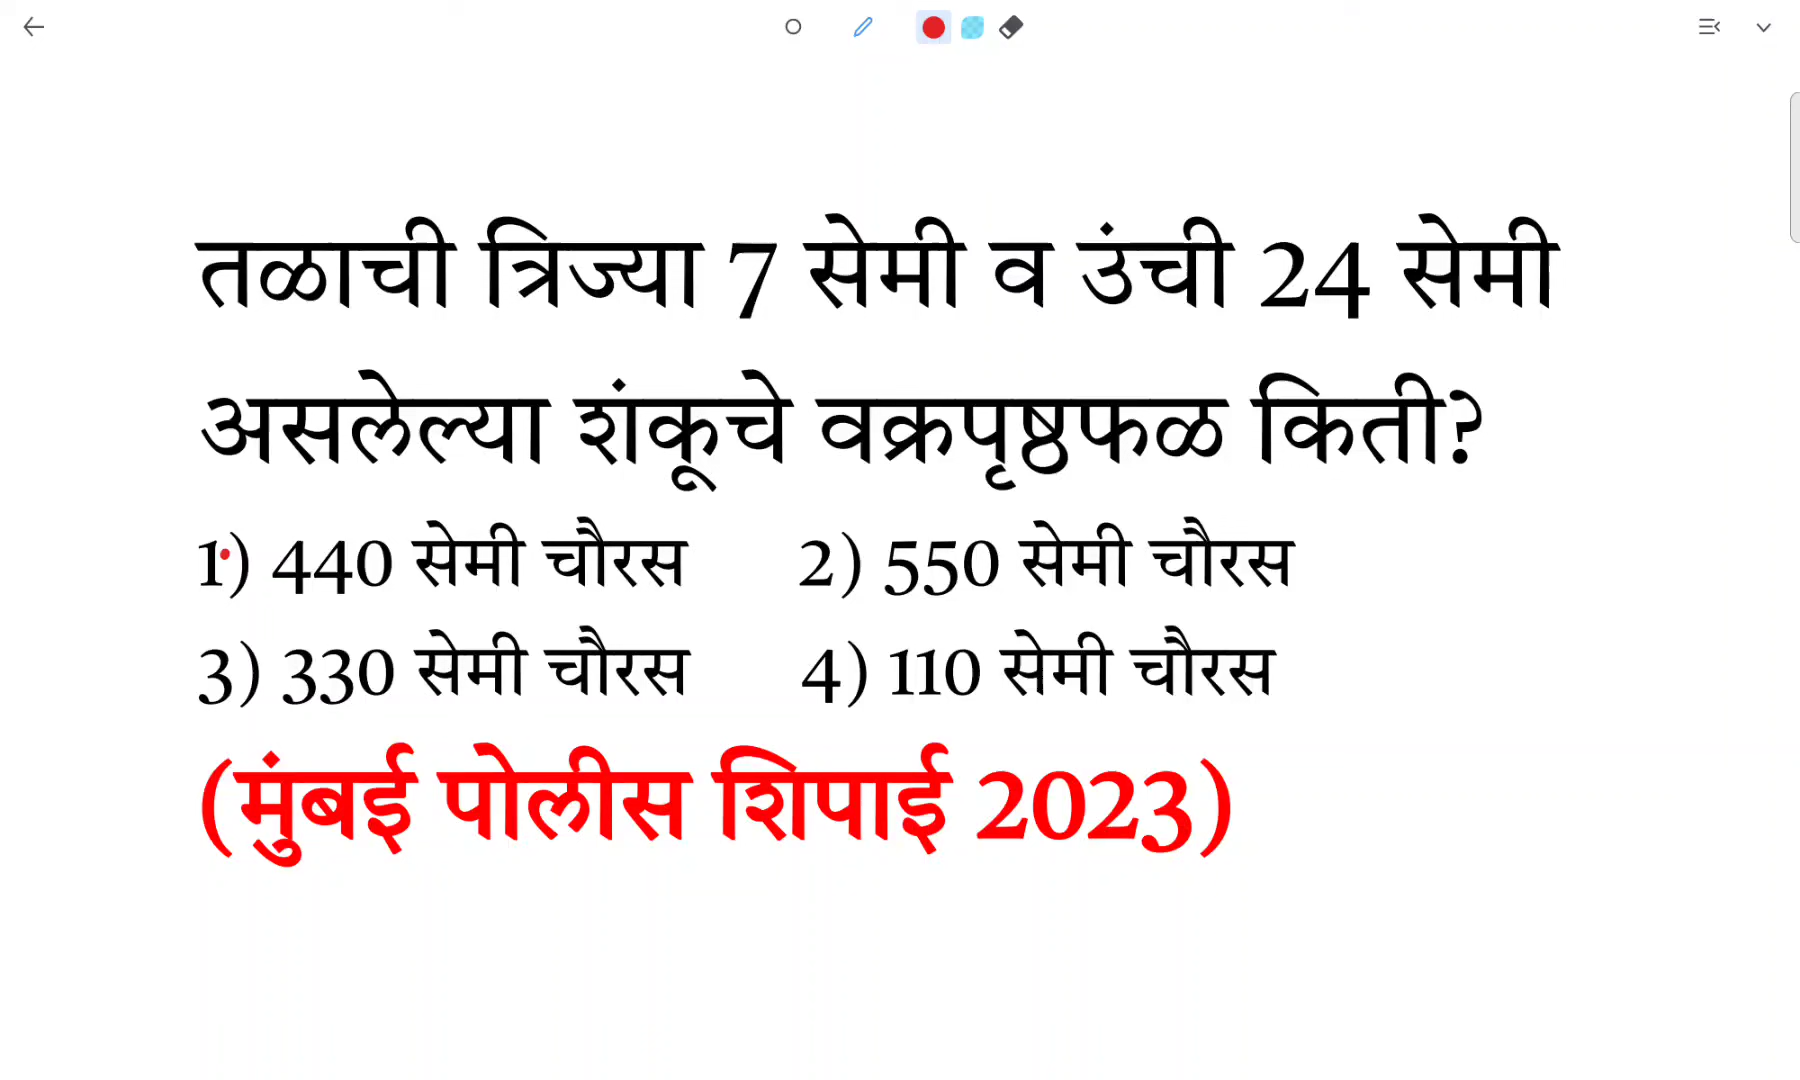 तळाची त्रिज्या 7 सेमी व उंची 24 सेमी
असलेल्या शंकूचे वक्रपृष्ठफळ किती?
1) 440 सेमी चौरस 2) 550 सेमी चौरस
3) 330 सेमी चौरस 4) 110 सेमी चौरस
(मुंबई पोलीस शिपाई 2023)